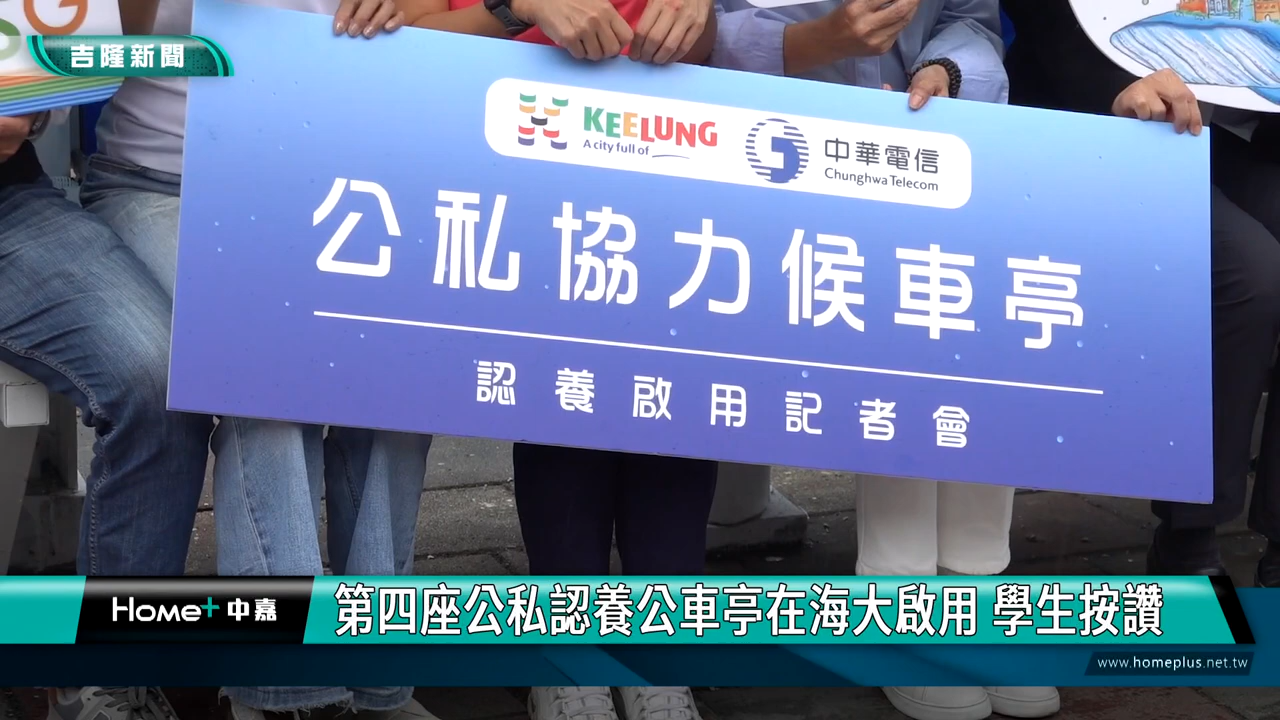 SG
吉隆新聞
KEELUNG
A city full of
中華電信
Chunghwa Telecom
公私協力候車亭
認養啟用記者會
Home+中嘉
第四座公私認養公車亭在海大啟用 學生按讚
www.homeplus.net.tw